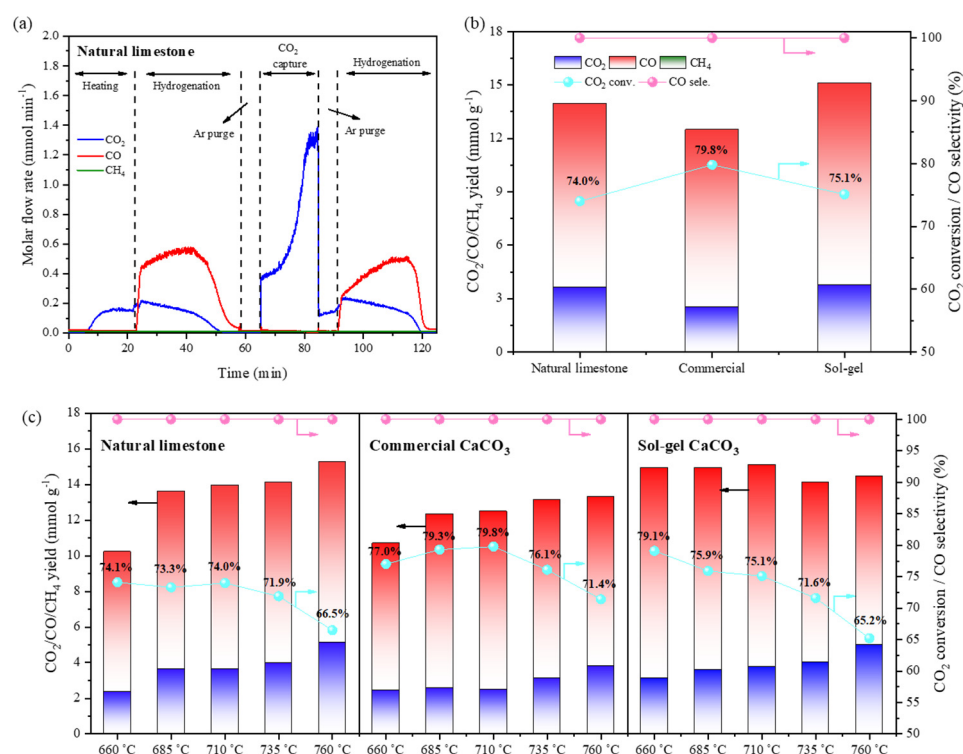 (a)
Natural limestone
CO2 capture
Heating
Hydrogenation
Hydrogenation
Ar purge
Ar purge
CO2
CO
CH4
Molar flow rate (mmol min-1)
2.0
1.8
1.6
1.4
1.2
1.0
0.8
0.6
0.4
0.2
0.0
0 20 40 60 80 100 120
Time (min)
(b)
CO2 CO CH4
CO2 conv. CO sele.
CO2/CO/CH4 yield (mmol g-1)
18
15
12
9
6
3
0
74.0%
79.8%
75.1%
100
90
80
70
60
50
CO2 conversion / CO selectivity (%)
Natural limestone Commercial Sol-gel
(c)
Natural limestone
Commercial CaCO3
Sol-gel CaCO3
CO2/CO/CH4 yield (mmol g-1)
18
16
14
12
10
8
6
4
2
0
74.1% 73.3% 74.0% 71.9% 66.5%
77.0% 79.3% 79.8% 76.1% 71.4%
79.1% 75.9% 75.1% 71.6% 65.2%
100
95
90
85
80
75
70
65
60
55
50
CO2 conversion / CO selectivity (%)
660 °C 685 °C 710 °C 735 °C 760 °C
660 °C 685 °C 710 °C 735 °C 760 °C
660 °C 685 °C 710 °C 735 °C 760 °C